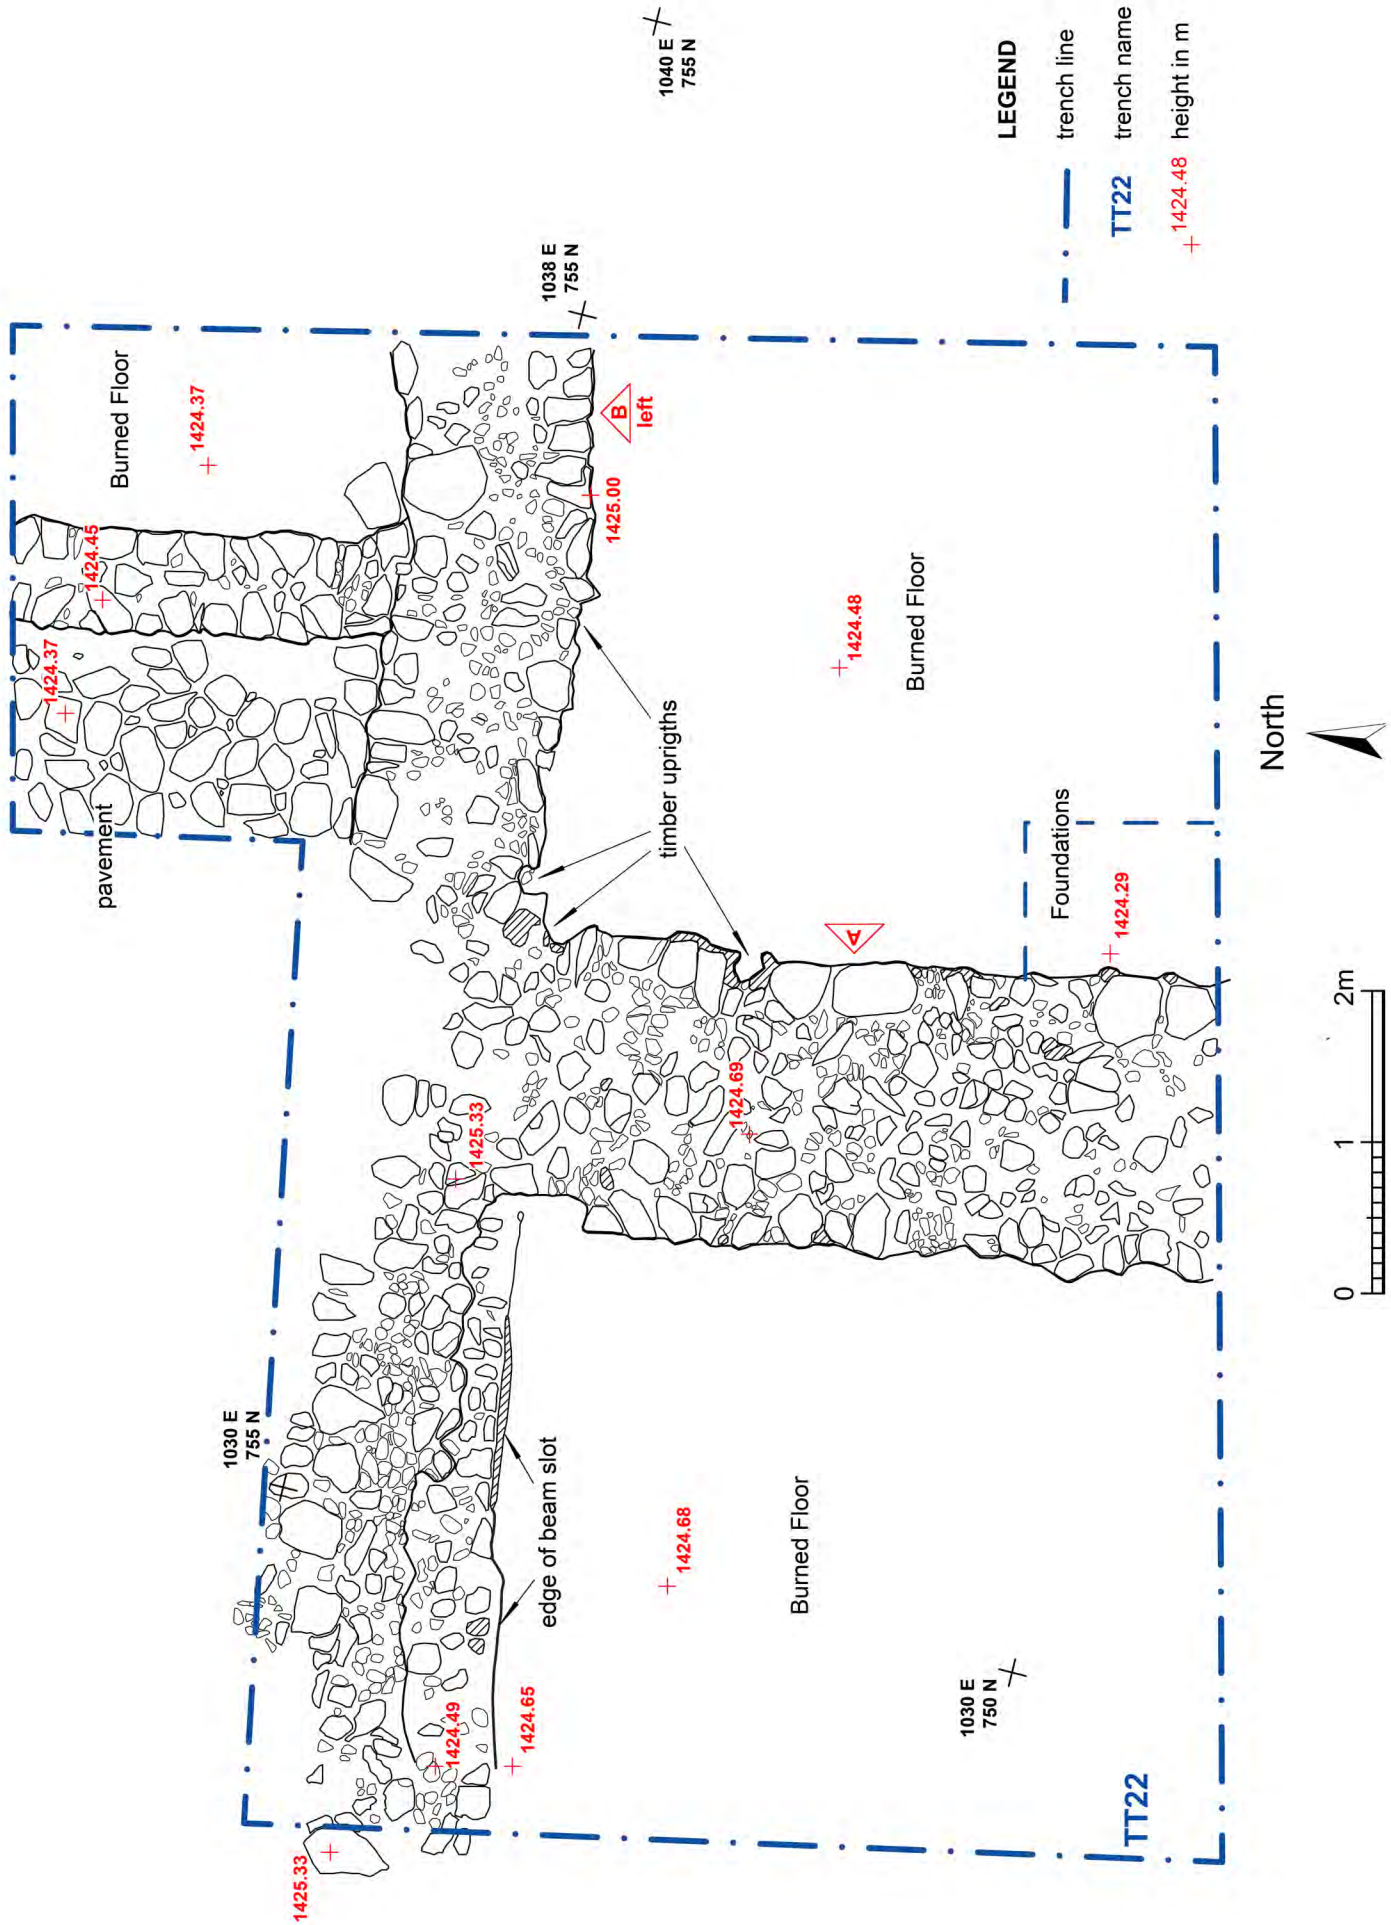 1040 E
755 N
1038 E
755 N
Burned Floor
1424.37
1424.45
1424.37
pavement
B
left
1425.00
timber uprigths
1424.48
Burned Floor
1425.33
1424.69
A
Foundations
1424.29
1030 E
755 N
edge of beam slot
1424.68
Burned Floor
1424.49
1424.65
1425.33
1030 E
750 N
TT22
North
0
1
2m
LEGEND
trench line
TT22 trench name
1424.48 height in m